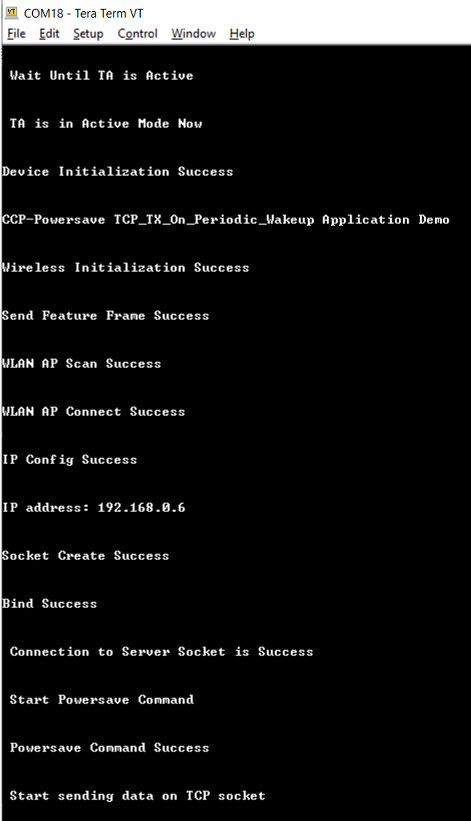 VT COM18 - Tera Term VT
File Edit Setup Control Window Help
Wait Until TA is Active
TA is in Active Mode Now
Device Initialization Success
CCP-Powersave TCP_TX_On_Periodic_Wakeup Application Demo
Wireless Initialization Success
Send Feature Frame Success
WLAN AP Scan Success
WLAN AP Connect Success
IP Config Success
IP address: 192.168.0.6
Socket Create Success
Bind Success
Connection to Server Socket is Success
Start Powersave Command
Powersave Command Success
Start sending data on TCP socket